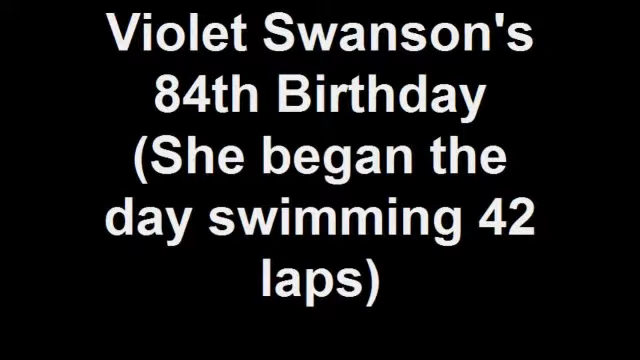 Violet Swanson's
84th Birthday
(She began the
day swimming 42
laps)